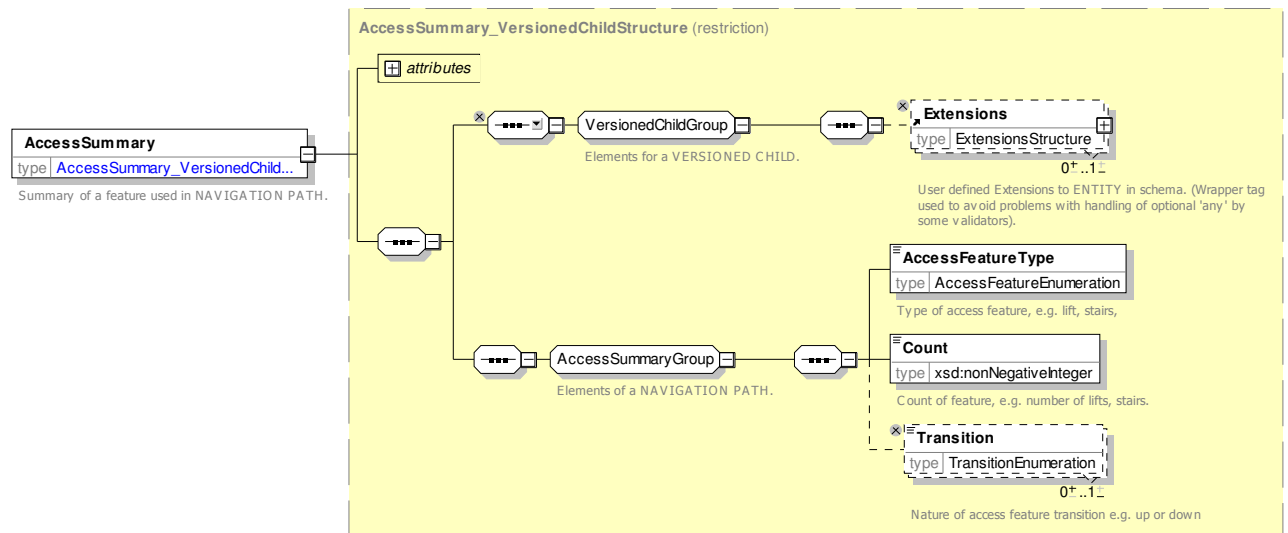 AccessSummary_VersionedChildStructure (restriction)
attributes
AccessSummary
type AccessSummary_VersionedChild...
Summary of a feature used in NAVIGATION PATH.
VersionedChildGroup
Elements for a VERSIONED CHILD.
Extensions
type ExtensionsStructure
0±..1±
User defined Extensions to ENTITY in schema. (Wrapper tag
used to avoid problems with handling of optional 'any' by
some validators).
AccessFeatureType
type AccessFeatureEnumeration
Type of access feature, e.g. lift, stairs,
AccessSummaryGroup
Elements of a NAVIGATION PATH.
Count
type xsd:nonNegativeInteger
Count of feature, e.g. number of lifts, stairs.
Transition
type TransitionEnumeration
0±..1±
Nature of access feature transition e.g. up or down